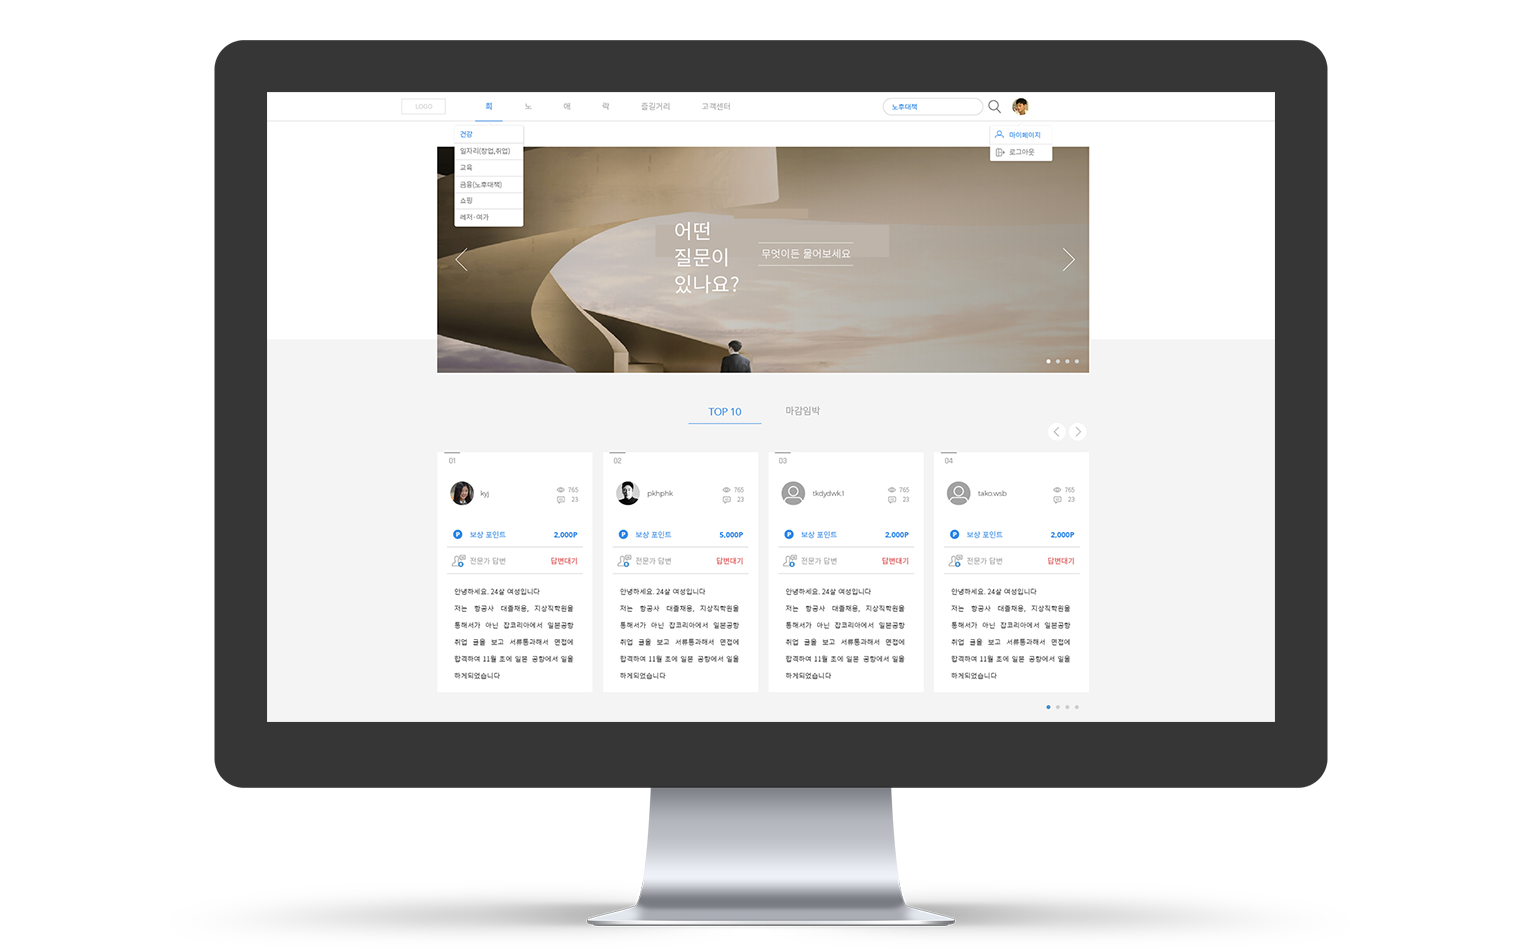 LOGO
희 노 애 락 즐길거리 고객센터
노후대책
건강
일자리(창업,취업)
교육
금융(노후대책)
쇼핑
레저·여가
마이페이지
로그아웃
어떤
질문이
있나요?
무엇이든 물어보세요
TOP 10 마감임박
01
kyj
765
23
보상 포인트 2,000P
전문가 답변 답변대기
안녕하세요. 24살 여성입니다
저는 항공사 대졸채용, 지상직학원을
통해서가 아닌 잡코리아에서 일본공항
취업 글을 보고 서류통과해서 면접에
합격하여 11월 초에 일본 공항에서 일을
하게되었습니다
02
pkhphk
765
23
보상 포인트 5,000P
전문가 답변 답변대기
안녕하세요. 24살 여성입니다
저는 항공사 대졸채용, 지상직학원을
통해서가 아닌 잡코리아에서 일본공항
취업 글을 보고 서류통과해서 면접에
합격하여 11월 초에 일본 공항에서 일을
하게되었습니다
03
tkdydwk.1
765
23
보상 포인트 2,000P
전문가 답변 답변대기
안녕하세요. 24살 여성입니다
저는 항공사 대졸채용, 지상직학원을
통해서가 아닌 잡코리아에서 일본공항
취업 글을 보고 서류통과해서 면접에
합격하여 11월 초에 일본 공항에서 일을
하게되었습니다
04
tako.wsb
765
23
보상 포인트 2,000P
전문가 답변 답변대기
안녕하세요. 24살 여성입니다
저는 항공사 대졸채용, 지상직학원을
통해서가 아닌 잡코리아에서 일본공항
취업 글을 보고 서류통과해서 면접에
합격하여 11월 초에 일본 공항에서 일을
하게되었습니다